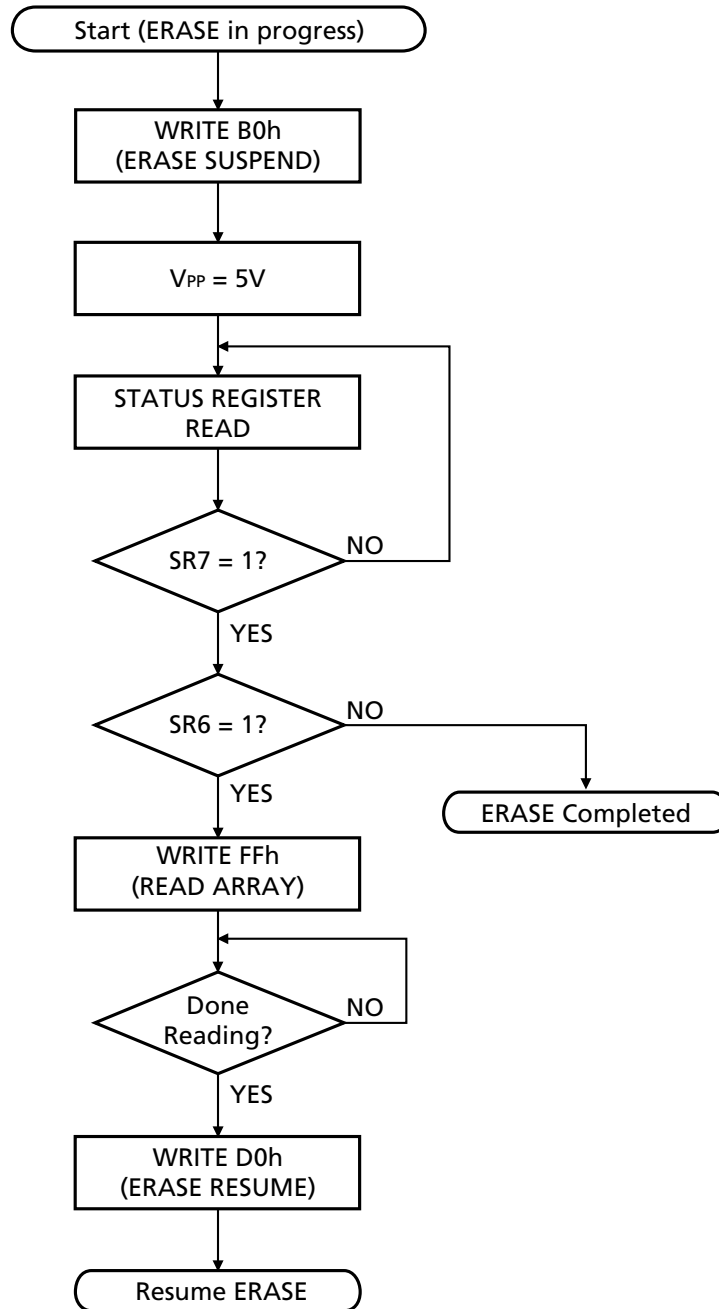 Start (ERASE in progress)
WRITE B0h
(ERASE SUSPEND)
VPP = 5V
STATUS REGISTER
READ
SR7 = 1?
NO
YES
SR6 = 1?
NO
YES
ERASE Completed
WRITE FFh
(READ ARRAY)
Done
Reading?
NO
YES
WRITE D0h
(ERASE RESUME)
Resume ERASE